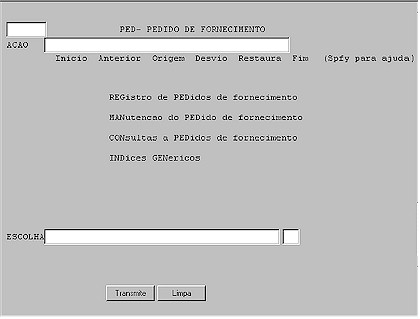 PED- PEDIDO DE FORNECIMENTO
ACAO
Inicio Anterior Origem Desvio Restaura Fim (Spfy para ajuda)
REGistro de PEDidos de fornecimento
MANutencao do PEDido de fornecimento
CONsultas a PEDidos de fornecimento
INDices GENericos
ESCOLHA
Transmite Limpa